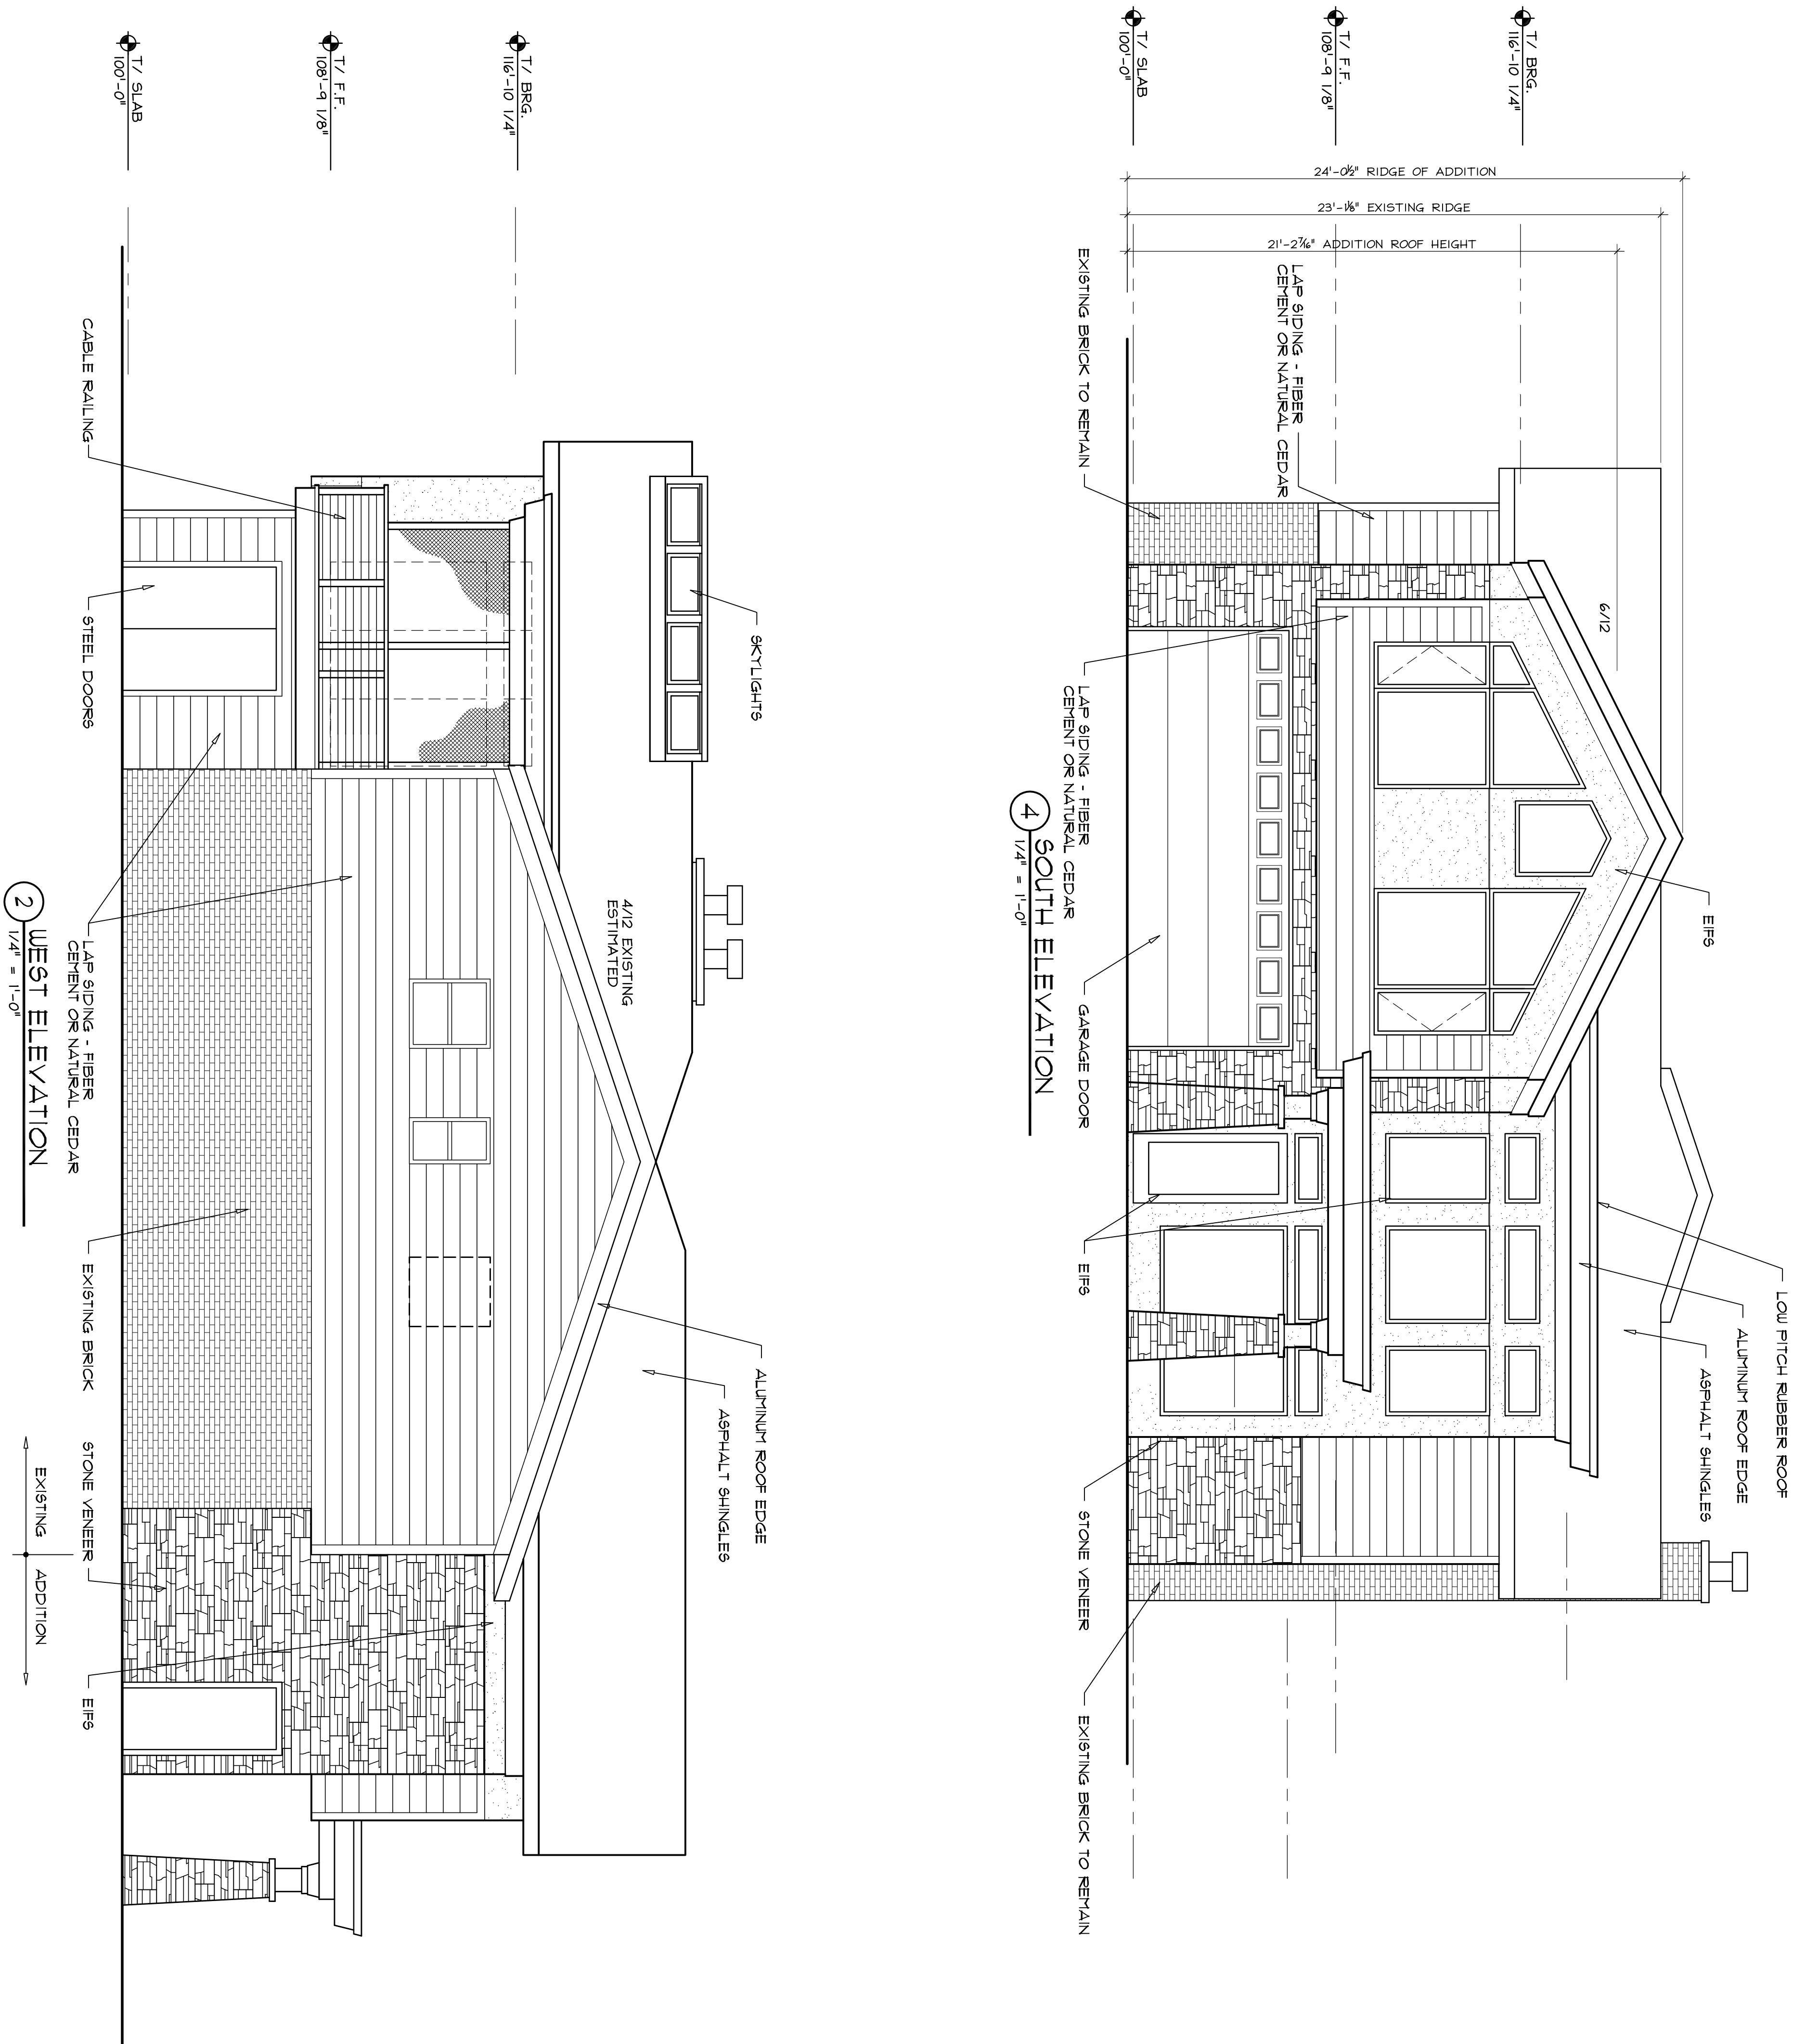 T/ BRG.
116'-10 1/4"
T/ F.F.
108'-9 1/8"
T/ SLAB
100'-0"
24'-0½" RIDGE OF ADDITION
23'-1⅛" EXISTING RIDGE
21'-2 7/16" ADDITION ROOF HEIGHT
LAP SIDING - FIBER
CEMENT OR NATURAL CEDAR
EXISTING BRICK TO REMAIN
6/12
EIFS
LOW PITCH RUBBER ROOF
ALUMINUM ROOF EDGE
ASPHALT SHINGLES
LAP SIDING - FIBER
CEMENT OR NATURAL CEDAR
GARAGE DOOR
EIFS
STONE VENEER
EXISTING BRICK TO REMAIN
4
SOUTH ELEVATION
1/4" = 1'-0"
T/ BRG.
116'-10 1/4"
T/ F.F.
108'-9 1/8"
T/ SLAB
100'-0"
SKYLIGHTS
4/12 EXISTING
ESTIMATED
ALUMINUM ROOF EDGE
ASPHALT SHINGLES
CABLE RAILING
STEEL DOORS
LAP SIDING - FIBER
CEMENT OR NATURAL CEDAR
EXISTING BRICK
STONE VENEER
EIFS
EXISTING
ADDITION
2
WEST ELEVATION
1/4" = 1'-0"